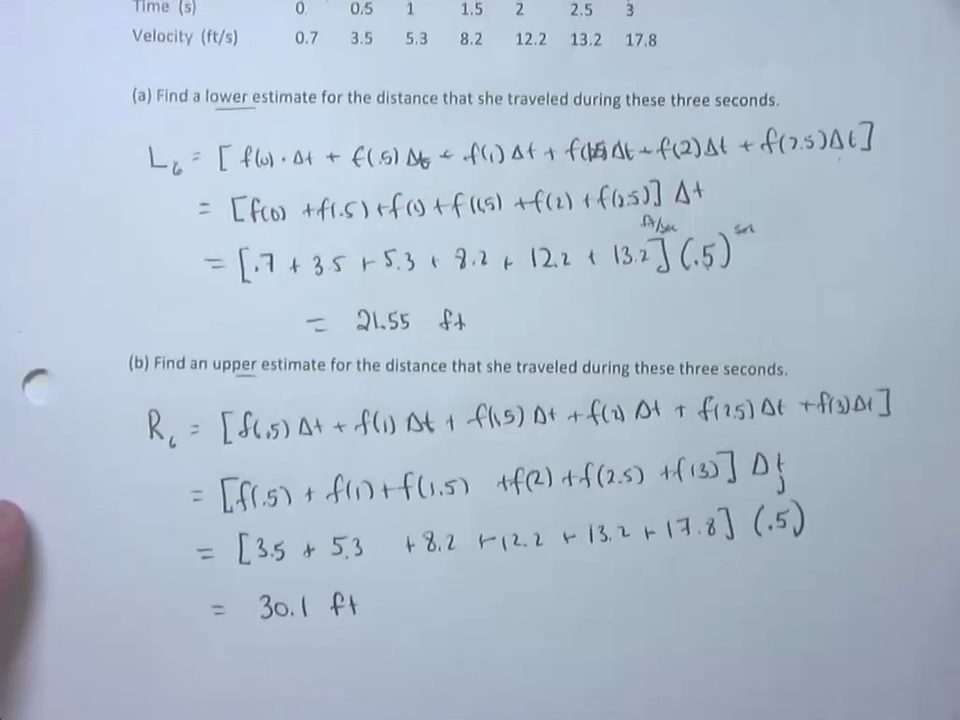 Time (s) 0 0.5 1 1.5 2 2.5 3
Velocity (ft/s) 0.7 3.5 5.3 8.2 12.2 13.2 17.8
(a) Find a lower estimate for the distance that she traveled during these three seconds.
L₆ = [ f(0) · Δt + f(.5) Δt + f(1) Δt + f(1.5) Δt + f(2) Δt + f(2.5) Δt ]
= [f(0) + f(.5) + f(1) + f(1.5) + f(2) + f(2.5)] Δt
ft/sec sec
= [.7 + 3.5 + 5.3 + 8.2 + 12.2 + 13.2] (.5)
= 21.55 ft
(b) Find an upper estimate for the distance that she traveled during these three seconds.
R₆ = [f(.5) Δt + f(1) Δt + f(1.5) Δt + f(2) Δt + f(2.5) Δt + f(3) Δt]
= [f(.5) + f(1) + f(1.5) + f(2) + f(2.5) + f(3)] Δt
= [3.5 + 5.3 + 8.2 + 12.2 + 13.2 + 17.8] (.5)
= 30.1 ft